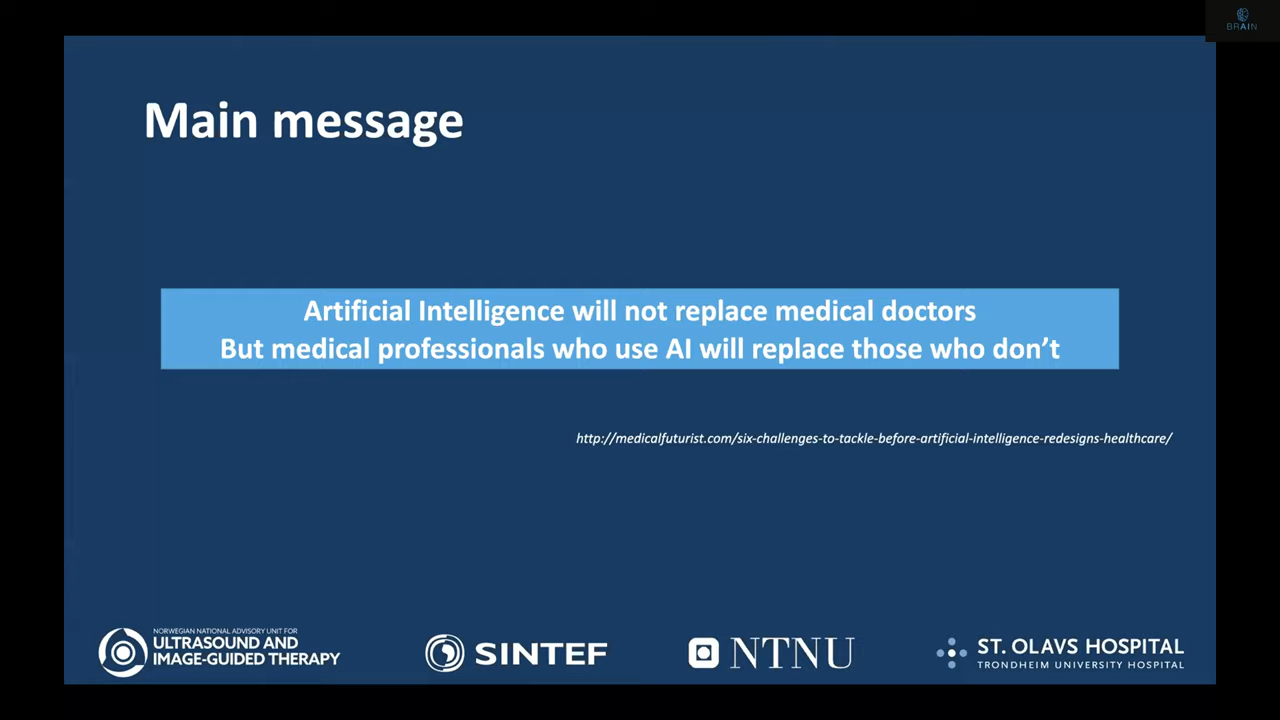 BRAIN
Main message
Artificial Intelligence will not replace medical doctors
But medical professionals who use AI will replace those who don’t
http://medicalfuturist.com/six-challenges-to-tackle-before-artificial-intelligence-redesigns-healthcare/
NORWEGIAN NATIONAL ADVISORY UNIT FOR
ULTRASOUND AND
IMAGE-GUIDED THERAPY
SINTEF
NTNU
ST. OLAVS HOSPITAL
TRONDHEIM UNIVERSITY HOSPITAL